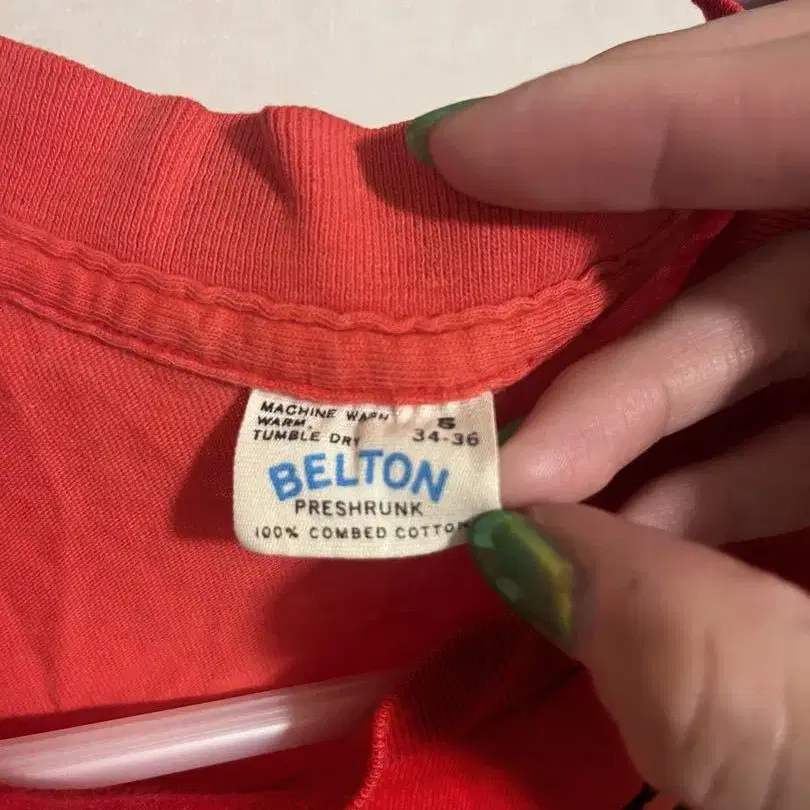 MACHINE WASH S
WARM. 34-36
TUMBLE DRY
BELTON
PRESHRUNK
100% COMBED COTTON